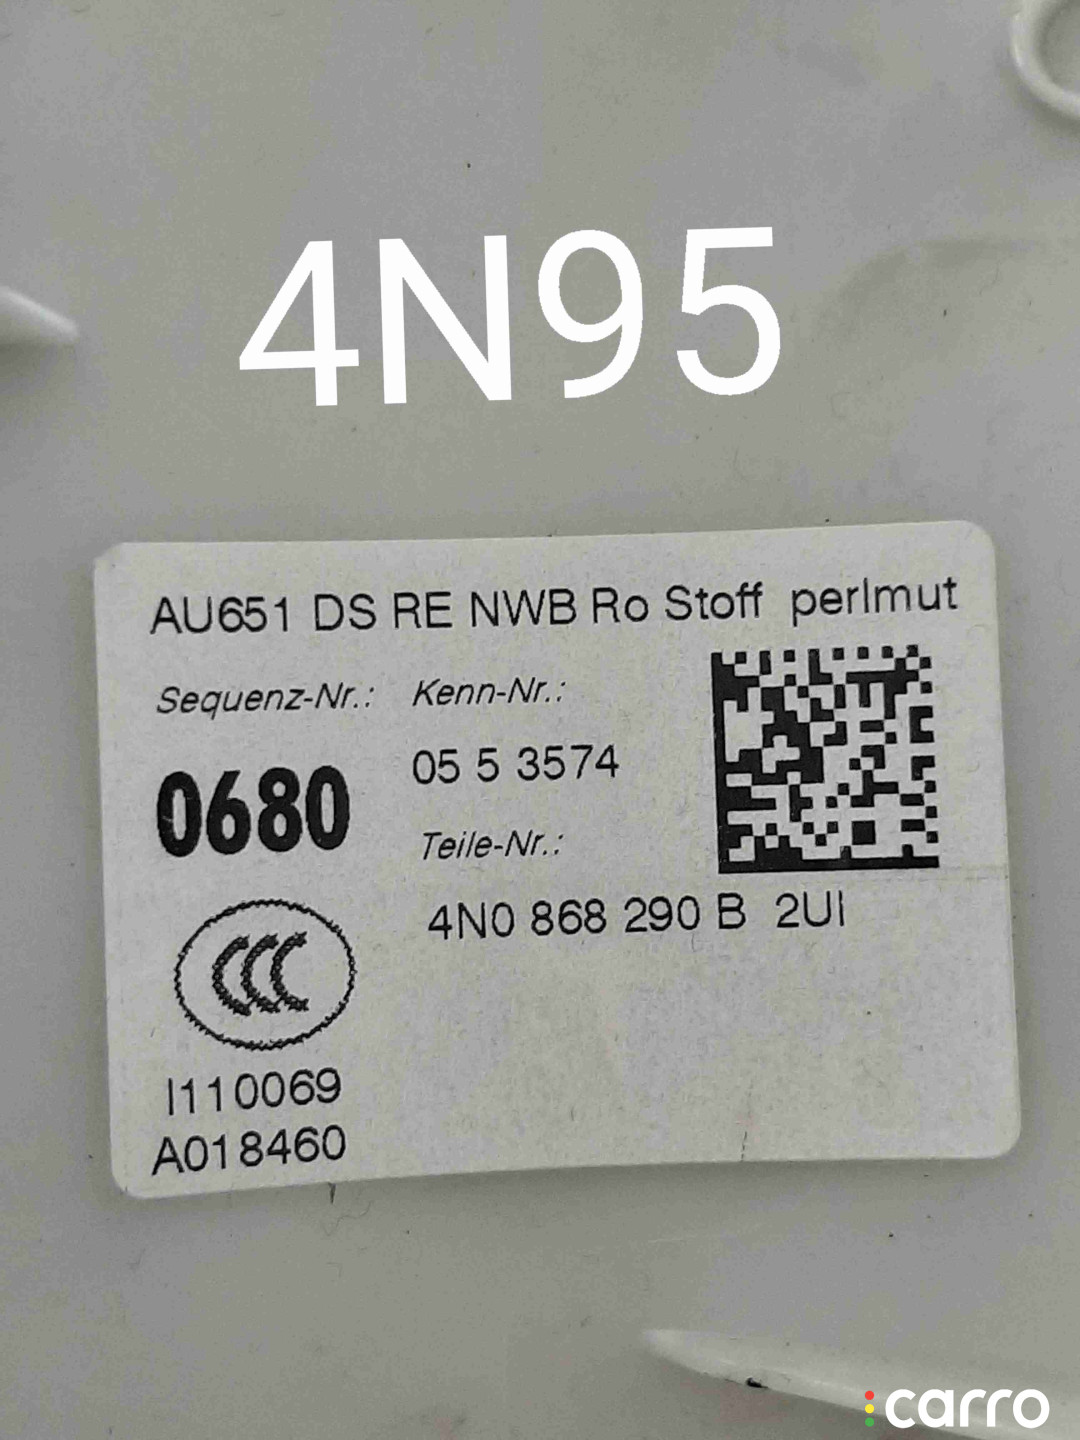 4N95
AU651 DS RE NWB Ro Stoff perlmut
Sequenz-Nr.: Kenn-Nr.:
05 5 3574
0680
Teile-Nr.:
4N0 868 290 B 2UI
CCC
I110069
A018460
carro